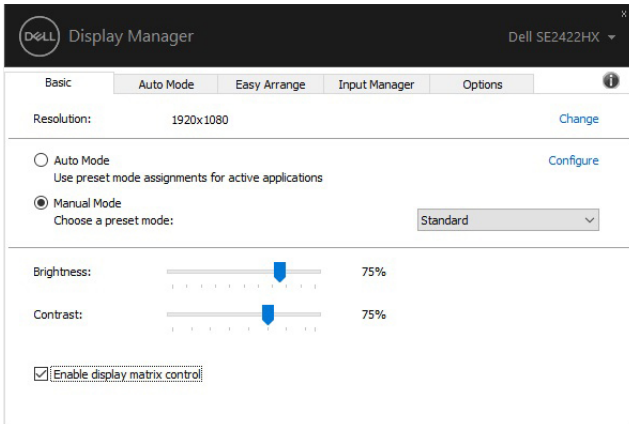 x
DELL Display Manager Dell SE2422HX
Basic Auto Mode Easy Arrange Input Manager Options i
Resolution: 1920x1080 Change
Auto Mode Configure
Use preset mode assignments for active applications
Manual Mode
Choose a preset mode: Standard
Brightness: 75%
Contrast: 75%
Enable display matrix control